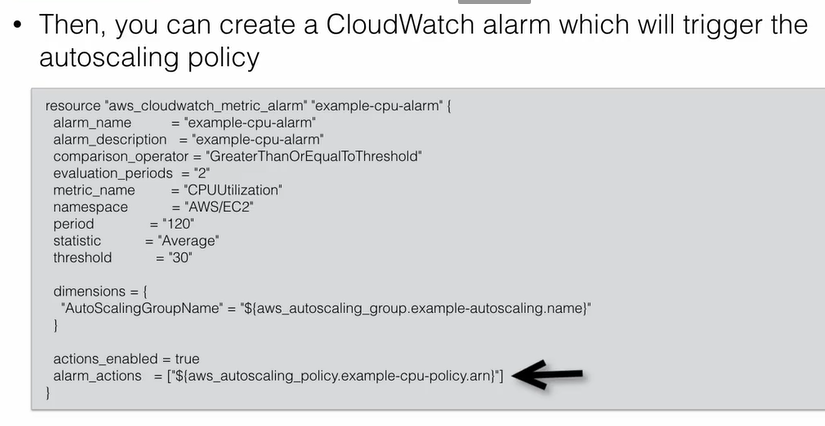 • Then, you can create a CloudWatch alarm which will trigger the
autoscaling policy
resource "aws_cloudwatch_metric_alarm" "example-cpu-alarm" {
alarm_name = "example-cpu-alarm"
alarm_description = "example-cpu-alarm"
comparison_operator = "GreaterThanOrEqualToThreshold"
evaluation_periods = "2"
metric_name = "CPUUtilization"
namespace = "AWS/EC2"
period = "120"
statistic = "Average"
threshold = "30"
dimensions = {
"AutoScalingGroupName" = "${aws_autoscaling_group.example-autoscaling.name}"
}
actions_enabled = true
alarm_actions = ["${aws_autoscaling_policy.example-cpu-policy.arn}"]
}